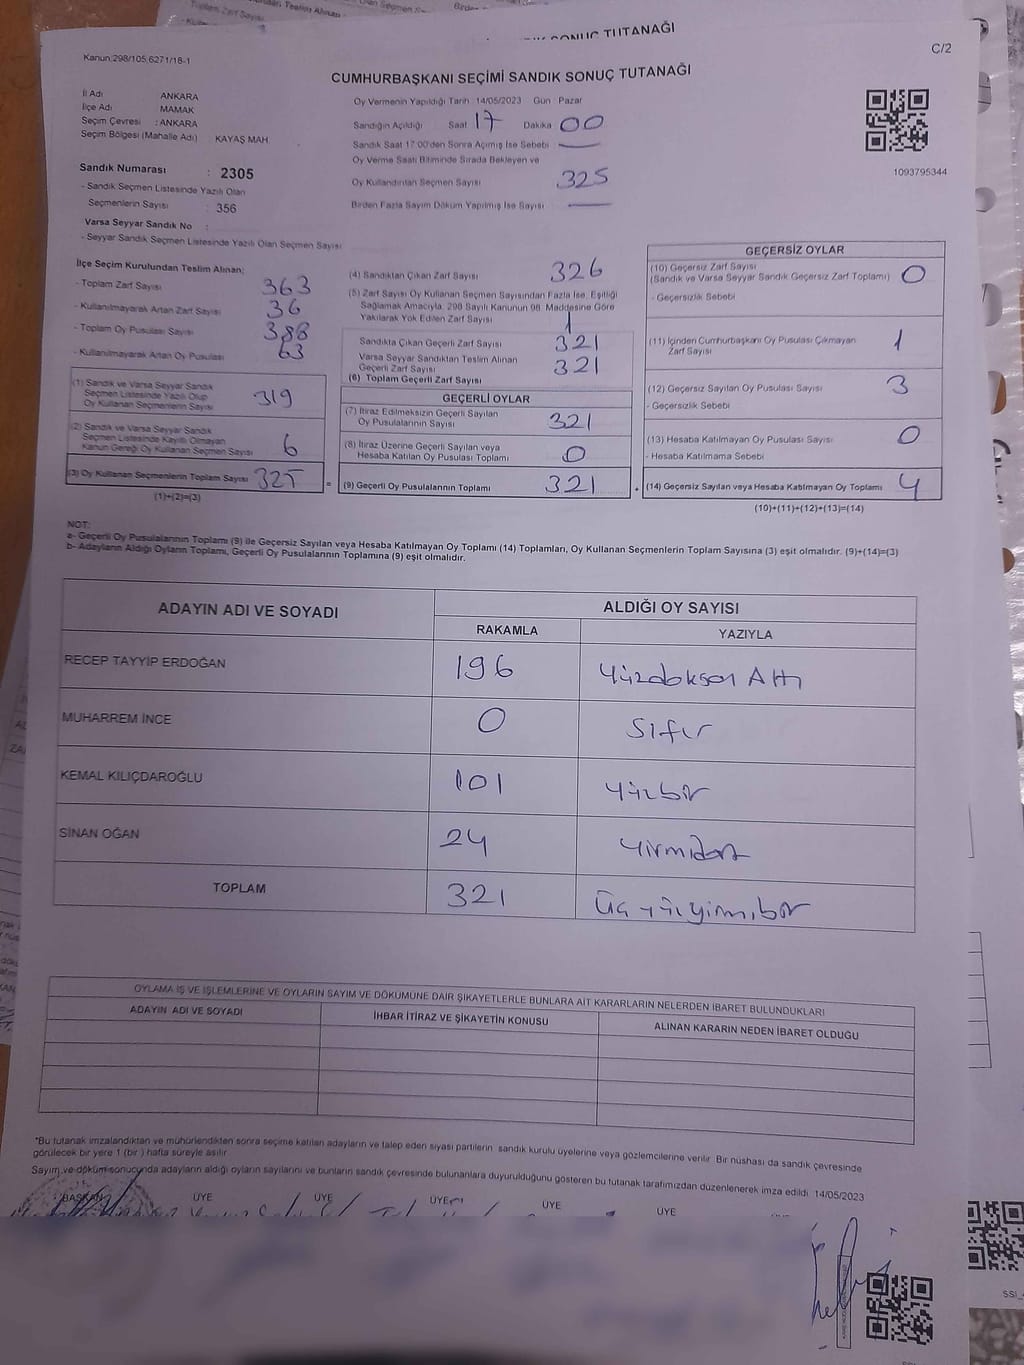 SONUÇ TUTANAĞI
Kanun:298/105,6271/18-1
C/2
CUMHURBAŞKANI SEÇİMİ SANDIK SONUÇ TUTANAĞI
İl Adı ANKARA
İlçe Adı MAMAK
Seçim Çevresi : ANKARA
Seçim Bölgesi (Mahalle Adı) KAYAŞ MAH
Oy Vermenin Yapıldığı Tarih 14/05/2023 Gün Pazar
Sandığın Açıldığı Saat 17 Dakika 00
Sandık Saat 17:00'den Sonra Açımış İse Sebebi
Oy Verme Saati Bitiminde Sırada Bekleyen ve
Oy Kullandırılan Seçmen Sayısı 325
Birden Fazla Sayım Döküm Yapılmış İse Sayısı
1093795344
Sandık Numarası : 2305
- Sandık Seçmen Listesinde Yazılı Olan
Seçmenlerin Sayısı : 356
Varsa Seyyar Sandık No :
- Seyyar Sandık Seçmen Listesinde Yazılı Olan Seçmen Sayısı
İlçe Seçim Kurulundan Teslim Alınan;
- Toplam Zarf Sayısı 363
- Kullanılmayarak Artan Zarf Sayısı 36
- Toplam Oy Pusulası Sayısı 388
- Kullanılmayarak Artan Oy Pusulası 63
(1) Sandık ve Varsa Seyyar Sandık
Seçmen Listesinde Yazılı Olup
Oy Kullanan Seçmenlerin Sayısı 319
(2) Sandık ve Varsa Seyyar Sandık
Seçmen Listesinde Kayıtlı Olmayan
Kanun Gereği Oy Kullanan Seçmen Sayısı 6
(3) Oy Kullanan Seçmenlerin Toplam Sayısı 325
(1)+(2)=(3)
(4) Sandıktan Çıkan Zarf Sayısı 326
(5) Zarf Sayısı Oy Kullanan Seçmen Sayısından Fazla İse, Eşitliği
Sağlamak Amacıyla, 298 Sayılı Kanunun 98. Maddesine Göre
Yakılarak Yok Edilen Zarf Sayısı 1
Sandıkta Çıkan Geçerli Zarf Sayısı 321
Varsa Seyyar Sandıktan Teslim Alınan
Geçerli Zarf Sayısı 321
(6) Toplam Geçerli Zarf Sayısı
GEÇERLİ OYLAR
(7) İtiraz Edilmeksizin Geçerli Sayılan
Oy Pusulalarının Sayısı 321
(8) İtiraz Üzerine Geçerli Sayılan veya
Hesaba Katılan Oy Pusulası Toplamı 0
= (9) Geçerli Oy Pusulalarının Toplamı 321
GEÇERSİZ OYLAR
(10) Geçersiz Zarf Sayısı
(Sandık ve Varsa Seyyar Sandık Geçersiz Zarf Toplamı) 0
- Geçersizlik Sebebi
(11) İçinden Cumhurbaşkanı Oy Pusulası Çıkmayan
Zarf Sayısı 1
(12) Geçersiz Sayılan Oy Pusulası Sayısı 3
- Geçersizlik Sebebi
(13) Hesaba Katılmayan Oy Pusulası Sayısı 0
- Hesaba Katılmama Sebebi
+ (14) Geçersiz Sayılan veya Hesaba Katılmayan Oy Toplamı 4
(10)+(11)+(12)+(13)=(14)
NOT:
a- Geçerli Oy Pusulalarının Toplamı (9) ile Geçersiz Sayılan veya Hesaba Katılmayan Oy Toplamı (14) Toplamları, Oy Kullanan Seçmenlerin Toplam Sayısına (3) eşit olmalıdır. (9)+(14)=(3)
b- Adayların Aldığı Oyların Toplamı, Geçerli Oy Pusulalarının Toplamına (9) eşit olmalıdır.
ADAYIN ADI VE SOYADI
ALDIĞI OY SAYISI
RAKAMLA YAZIYLA
RECEP TAYYİP ERDOĞAN 196 Yüzdoksan Altı
MUHARREM İNCE 0 Sıfır
KEMAL KILIÇDAROĞLU 101 yüzbir
SİNAN OĞAN 24 yirmidört
TOPLAM 321 Üçyüzyirmibir
OYLAMA İŞ VE İŞLEMLERİNE VE OYLARIN SAYIM VE DÖKÜMÜNE DAİR ŞİKAYETLERLE BUNLARA AİT KARARLARIN NELERDEN İBARET BULUNDUKLARI
ADAYIN ADI VE SOYADI İHBAR İTİRAZ VE ŞİKAYETİN KONUSU ALINAN KARARIN NEDEN İBARET OLDUĞU
*Bu tutanak imzalandıktan ve mühürlendikten sonra seçime katılan adayların ve talep eden siyasi partilerin sandık kurulu üyelerine veya gözlemcilerine verilir. Bir nüshası da sandık çevresinde
görülecek bir yere 1 (bir) hafta süreyle asılır.
Sayım ve döküm sonucunda adayların aldığı oyların sayılarını ve bunların sandık çevresinde bulunanlara duyurulduğunu gösteren bu tutanak tarafımızdan düzenlenerek imza edildi. 14/05/2023
BAŞKAN ÜYE ÜYE ÜYE ÜYE ÜYE